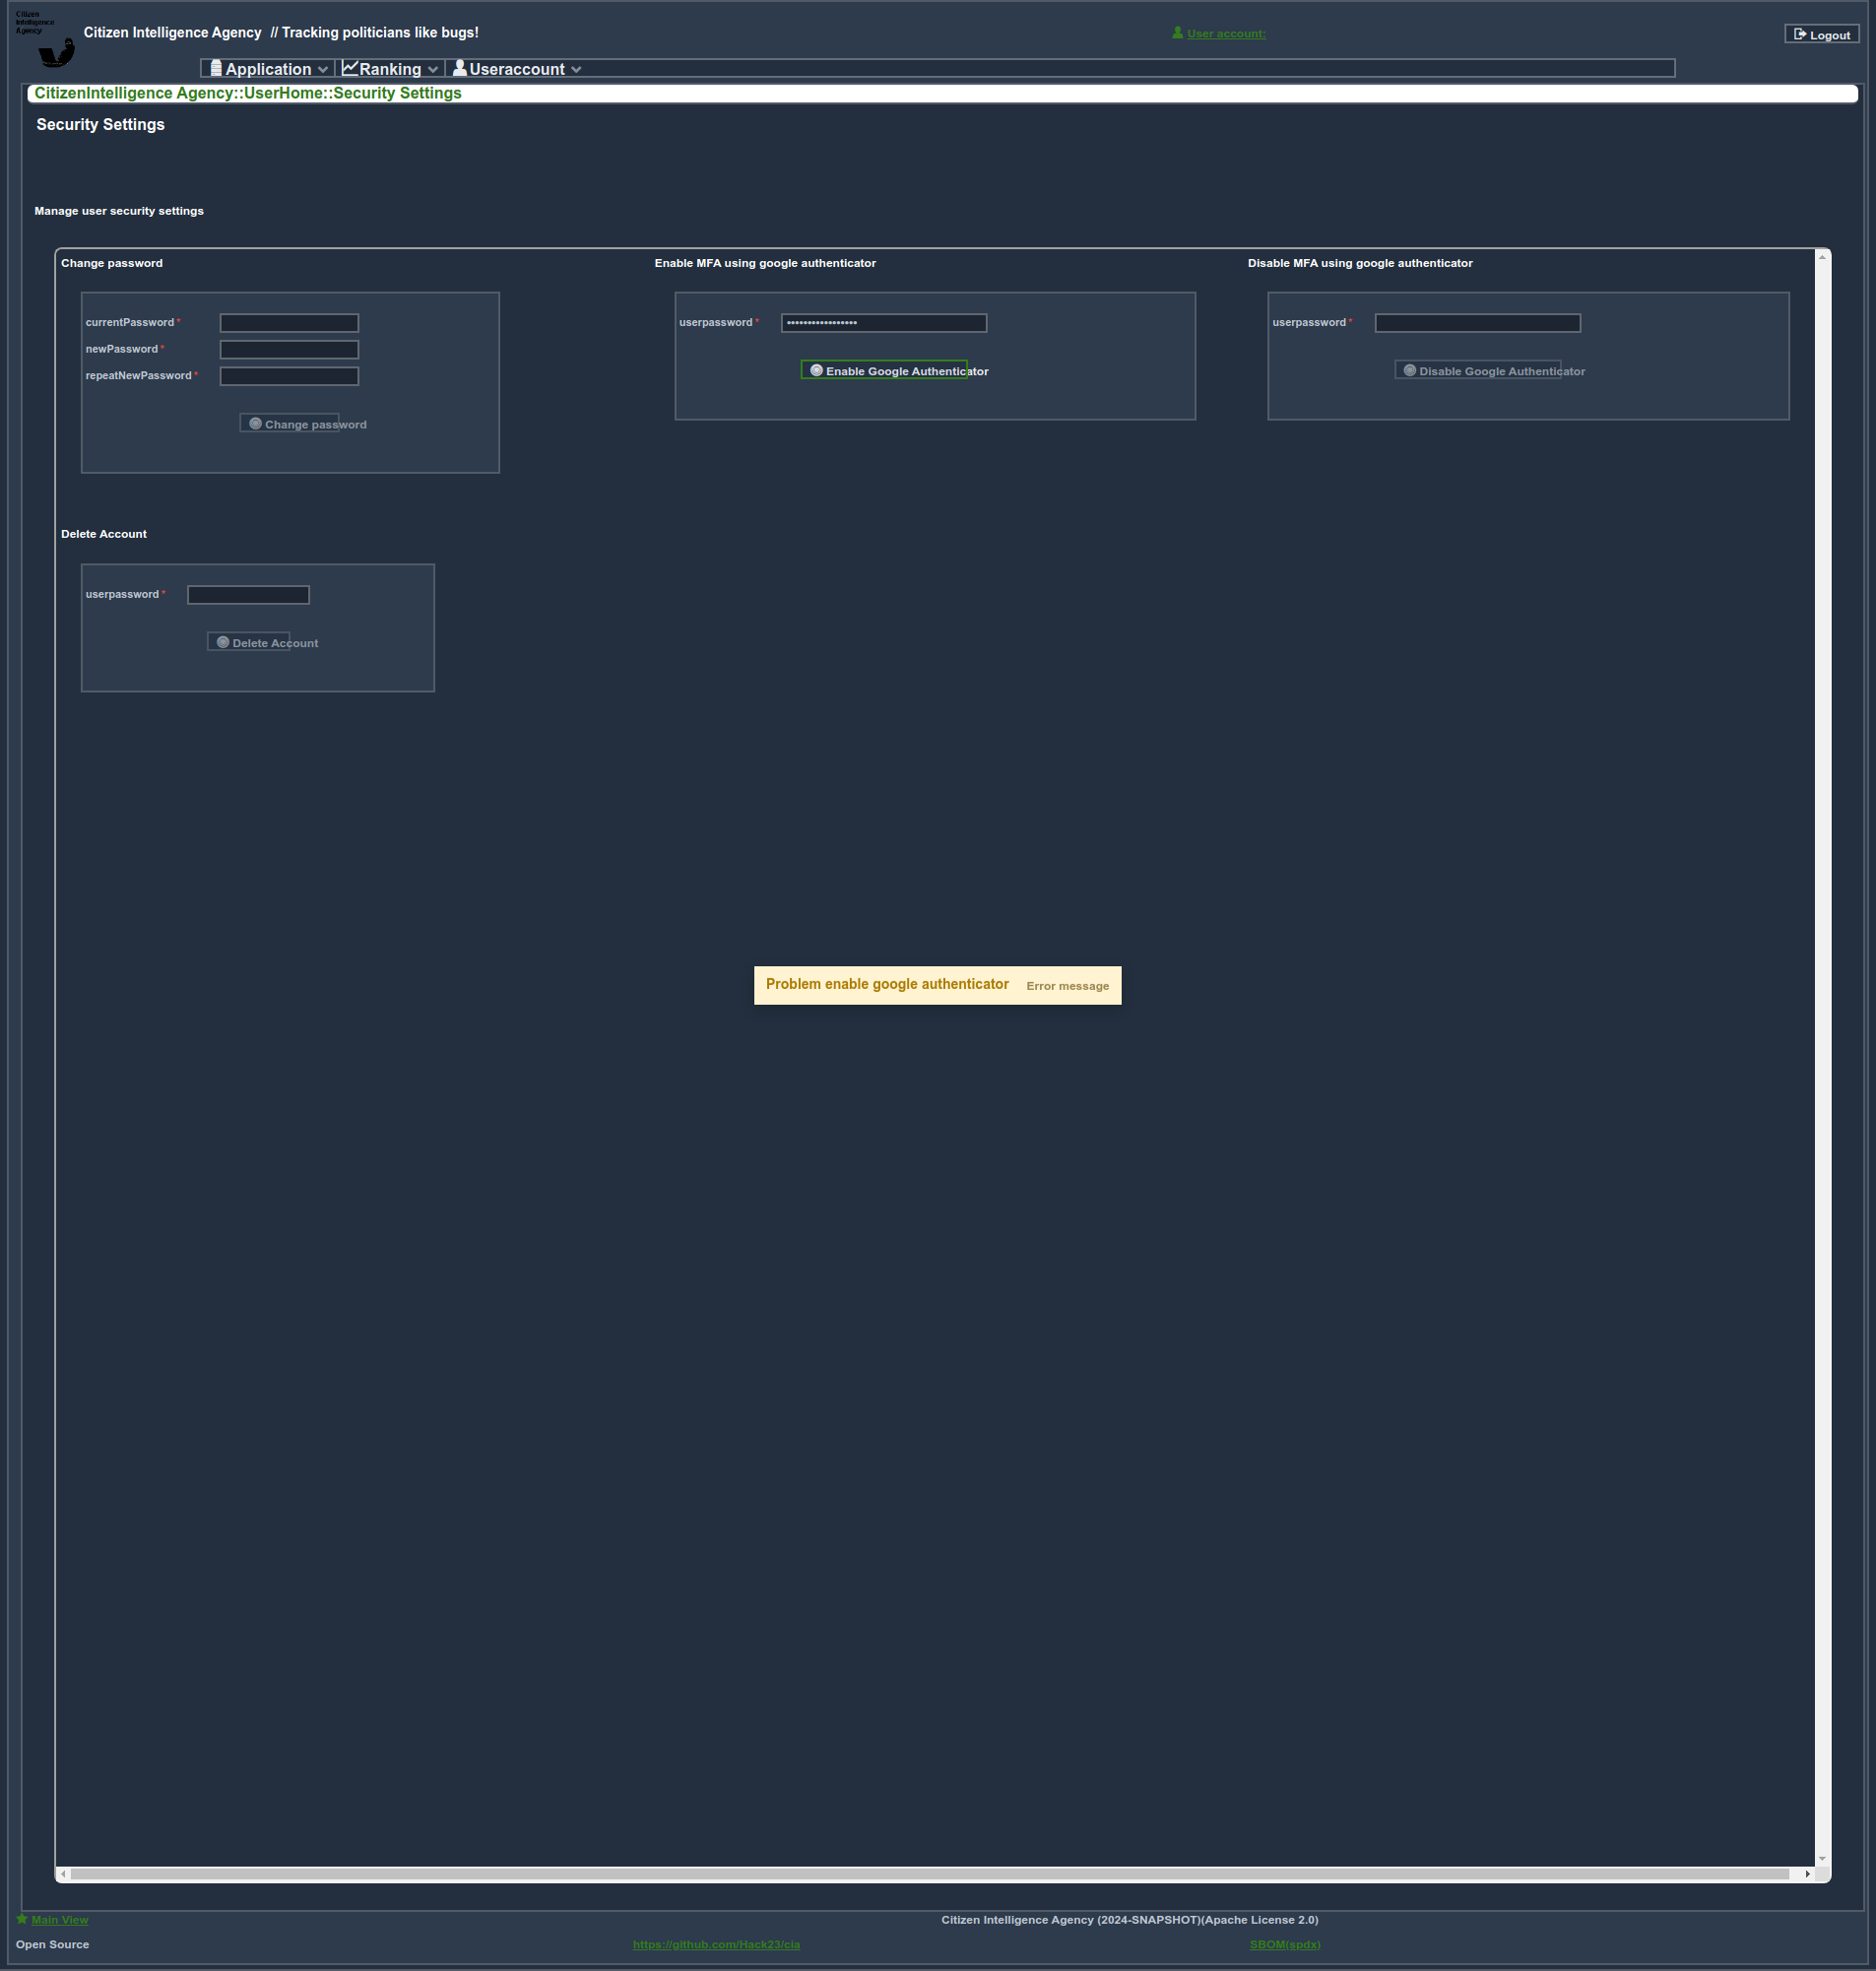 Citizen
Intelligence
Agency
Citizen Intelligence Agency // Tracking politicians like bugs!
User account:
Logout
Application
Ranking
Useraccount
CitizenIntelligence Agency::UserHome::Security Settings
Security Settings
Manage user security settings
Change password
currentPassword *
newPassword *
repeatNewPassword *
Change password
Enable MFA using google authenticator
userpassword *
•••••••••••••••••
Enable Google Authenticator
Disable MFA using google authenticator
userpassword *
Disable Google Authenticator
Delete Account
userpassword *
Delete Account
Problem enable google authenticator Error message
Main View
Citizen Intelligence Agency (2024-SNAPSHOT)(Apache License 2.0)
Open Source
https://github.com/Hack23/cia
SBOM(spdx)